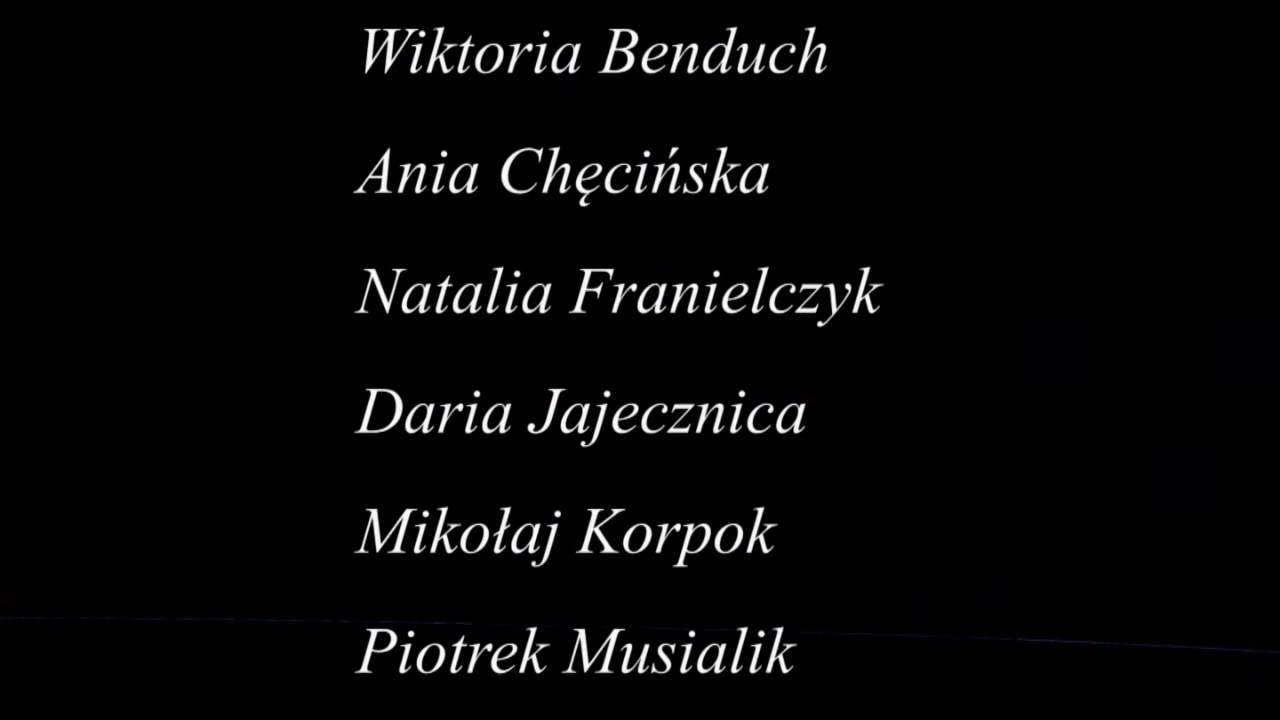 Wiktoria Benduch
Ania Chęcińska
Natalia Franielczyk
Daria Jajecznica
Mikołaj Korpok
Piotrek Musialik